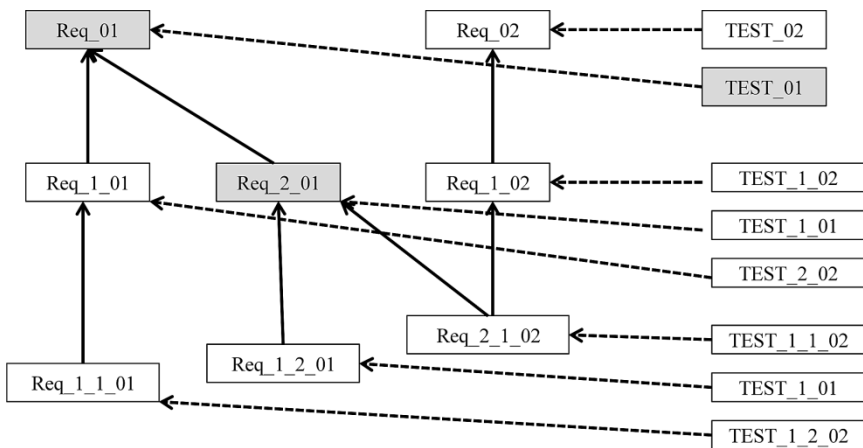 Req_01
Req_02
TEST_02
TEST_01
Req_1_01
Req_2_01
Req_1_02
TEST_1_02
TEST_1_01
TEST_2_02
Req_2_1_02
TEST_1_1_02
Req_1_2_01
Req_1_1_01
TEST_1_01
TEST_1_2_02